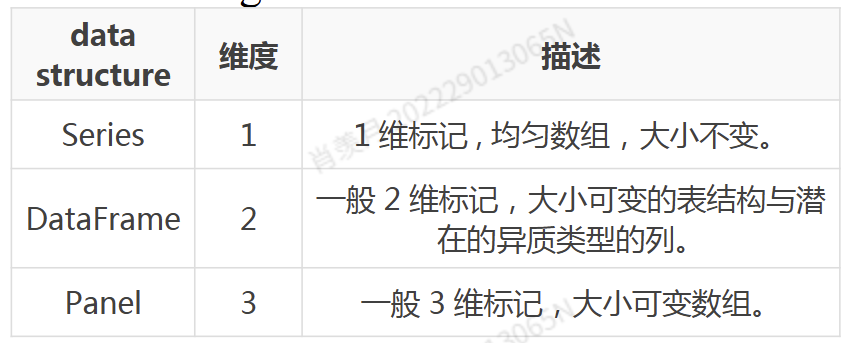 data
structure
维度
描述
Series
1
1 维标记，均匀数组，大小不变。
DataFrame
2
一般 2 维标记，大小可变的表结构与潜
在的异质类型的列。
Panel
3
一般 3 维标记，大小可变数组。
肖羡月 202229013065N
3065N